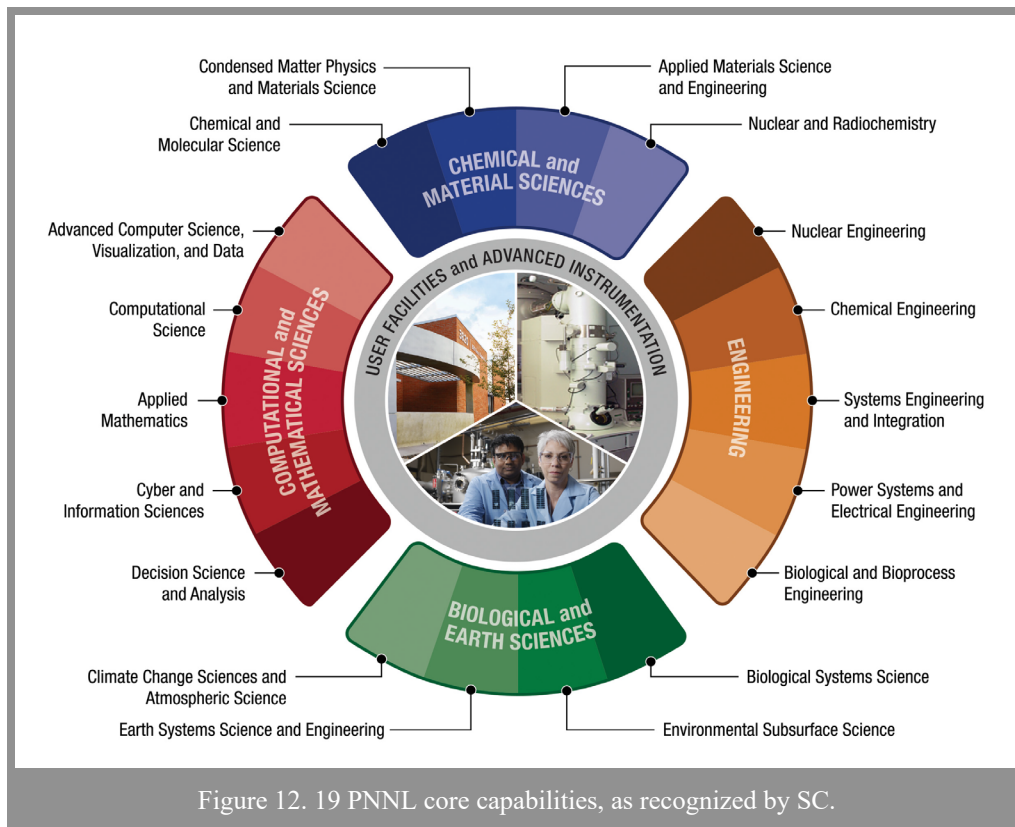 Condensed Matter Physics
and Materials Science
Applied Materials Science
and Engineering
Chemical and
Molecular Science
Nuclear and Radiochemistry
CHEMICAL and
MATERIAL SCIENCES
Advanced Computer Science,
Visualization, and Data
Computational
Science
Applied
Mathematics
Cyber and
Information Sciences
Decision Science
and Analysis
COMPUTATIONAL and
MATHEMATICAL SCIENCES
USER FACILITIES and ADVANCED INSTRUMENTATION
Nuclear Engineering
Chemical Engineering
Systems Engineering
and Integration
Power Systems and
Electrical Engineering
Biological and Bioprocess
Engineering
ENGINEERING
BIOLOGICAL and
EARTH SCIENCES
Climate Change Sciences and
Atmospheric Science
Earth Systems Science and Engineering
Biological Systems Science
Environmental Subsurface Science
Figure 12. 19 PNNL core capabilities, as recognized by SC.